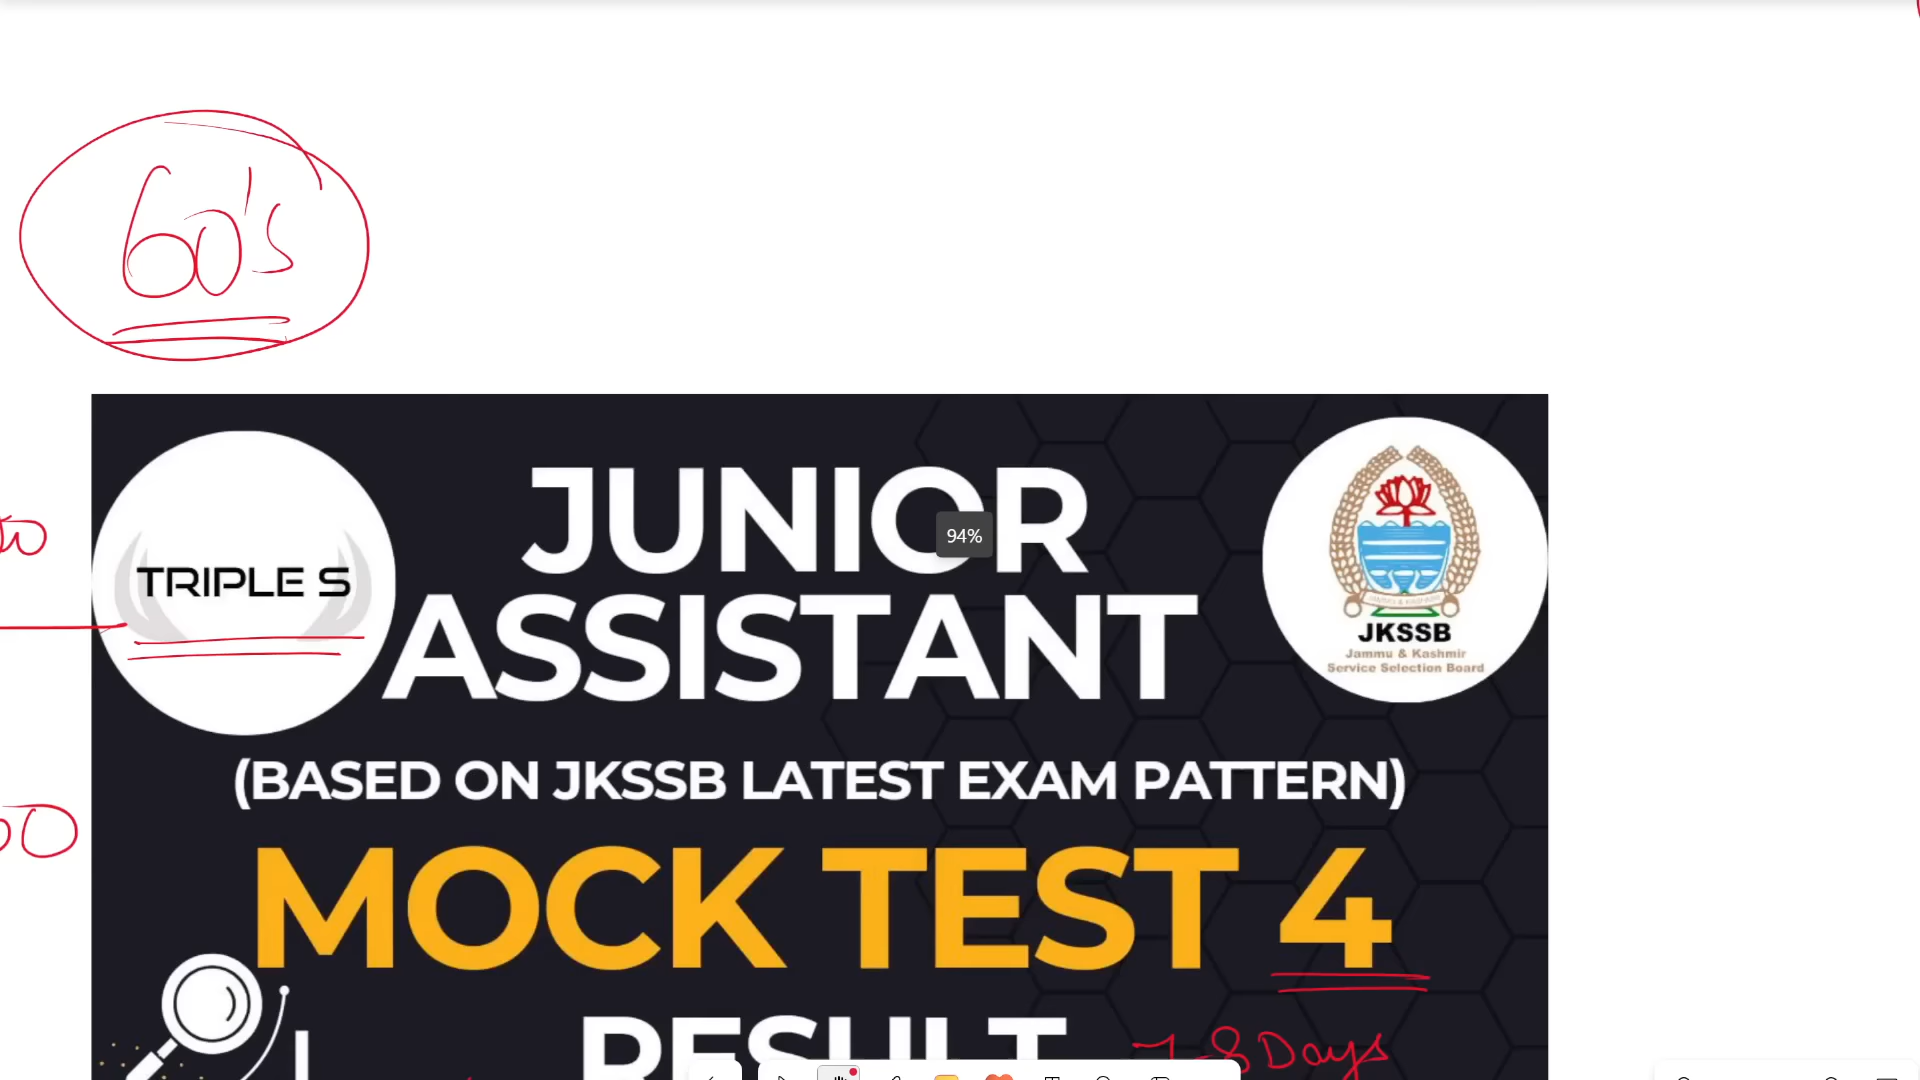 60's
to
TRIPLE S
JUNIOR
ASSISTANT
94%
JKSSB
Jammu & Kashmir
Service Selection Board
(BASED ON JKSSB LATEST EXAM PATTERN)
MOCK TEST 4
RESULT
7-8 Days